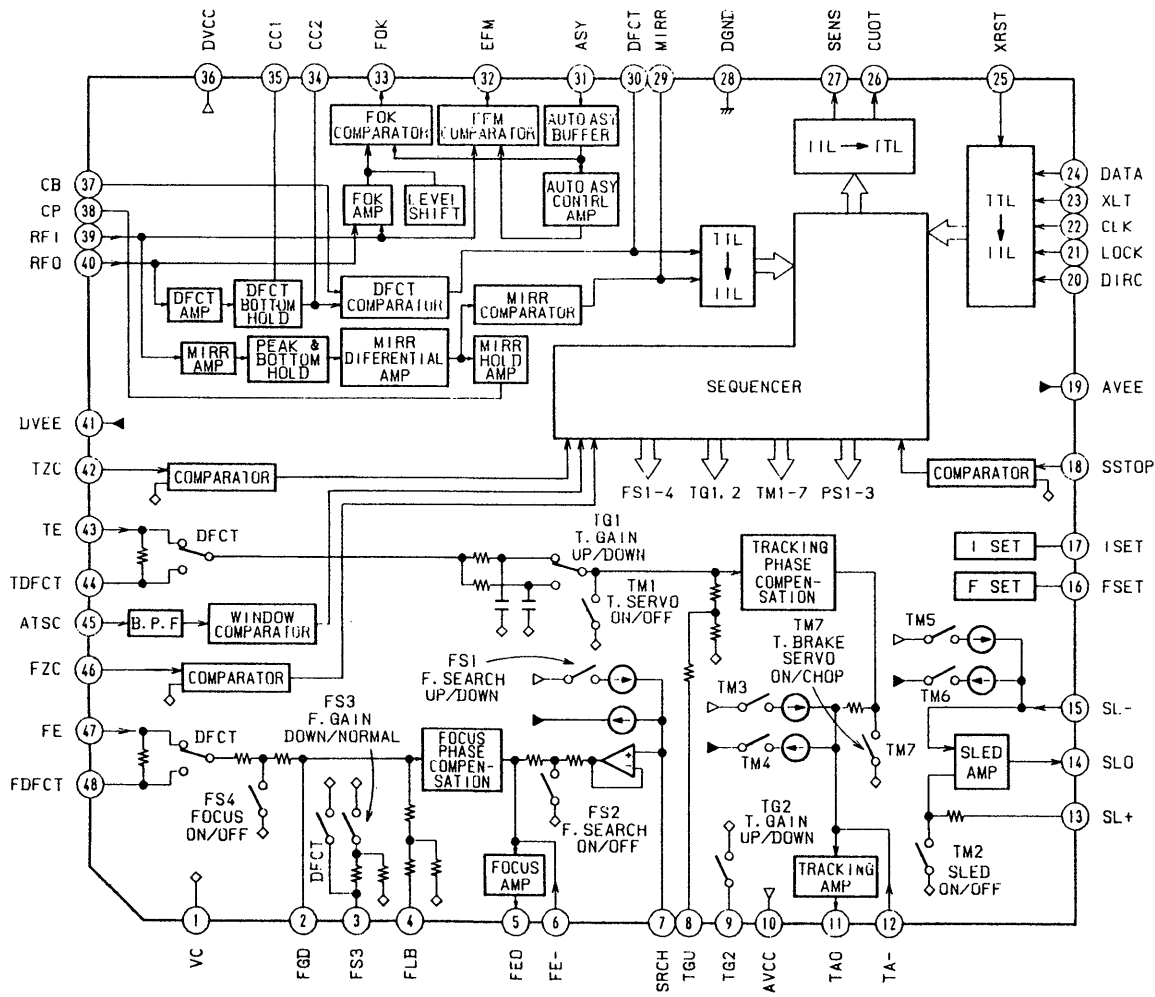 DVCC
CC1
CC2
FOK
EFM
ASY
DFCT
MIRR
DGND
SENS
CUOT
XRST
36
35
34
33
32
31
30
29
28
27
26
25
FOK
COMPARATOR
EFM
COMPARATOR
AUTO ASY
BUFFER
IIL → TTL
CB 37
CP 38
RFI 39
RFO 40
FOK
AMP
LEVEL
SHIFT
AUTO ASY
CONTRL
AMP
TTL
↓
IIL
TTL
↓
IIL
24 DATA
23 XLT
22 CLK
21 LOCK
20 DIRC
DFCT
AMP
DFCT
BOTTOM
HOLD
DFCT
COMPARATOR
MIRR
COMPARATOR
MIRR
AMP
PEAK &
BOTTOM
HOLD
MIRR
DIFERENTIAL
AMP
MIRR
HOLD
AMP
SEQUENCER
19 AVEE
DVEE 41
TZC 42
COMPARATOR
FS1-4
TG1, 2
TM1-7
PS1-3
COMPARATOR
18 SSTOP
TE 43
DFCT
TDFCT 44
TG1
T. GAIN
UP/DOWN
TM1
T. SERVO
ON/OFF
TRACKING
PHASE
COMPEN-
SATION
I SET
17 ISET
F SET
16 FSET
ATSC 45
B.P.F
WINDOW
COMPARATOR
FZC 46
COMPARATOR
FS1
F. SEARCH
UP/DOWN
TM7
T. BRAKE
SERVO
ON/CHOP
TM5
TM6
TM3
TM4
TM7
15 SL-
FE 47
DFCT
FDFCT 48
FS3
F. GAIN
DOWN/NORMAL
FOCUS
PHASE
COMPEN-
SATION
SLED
AMP
14 SLO
13 SL+
FS4
FOCUS
ON/OFF
DFCT
FS2
F. SEARCH
ON/OFF
TG2
T. GAIN
UP/DOWN
TM2
SLED
ON/OFF
FOCUS
AMP
TRACKING
AMP
1
2
3
4
5
6
7
8
9
10
11
12
VC
FGD
FS3
FLB
FEO
FE-
SRCH
TGU
TG2
AVCC
TAO
TA-